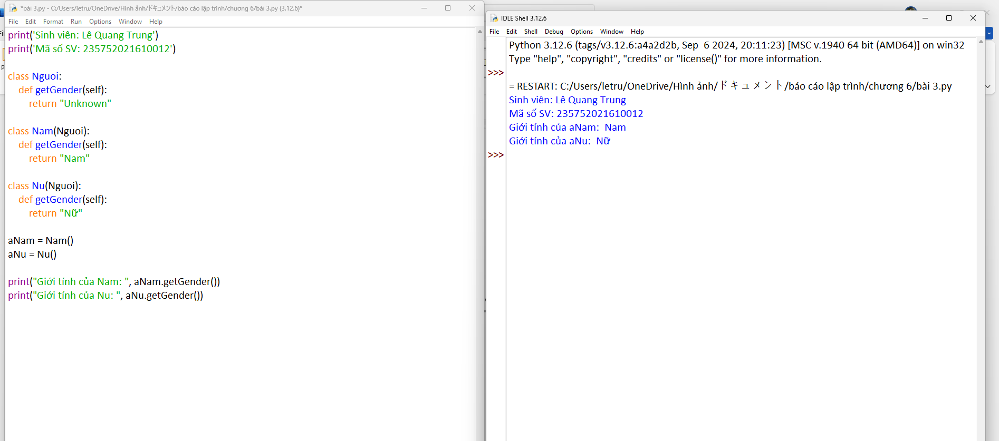 *bài 3.py - C:/Users/letru/OneDrive/Hình ảnh/ドキュメント/báo cáo lập trình/chương 6/bài 3.py (3.12.6)*
File Edit Format Run Options Window Help
print('Sinh viên: Lê Quang Trung')
print('Mã số SV: 235752021610012')
class Nguoi:
def getGender(self):
return "Unknown"
class Nam(Nguoi):
def getGender(self):
return "Nam"
class Nu(Nguoi):
def getGender(self):
return "Nữ"
aNam = Nam()
aNu = Nu()
print("Giới tính của Nam: ", aNam.getGender())
print("Giới tính của Nu: ", aNu.getGender())
IDLE Shell 3.12.6
File Edit Shell Debug Options Window Help
Python 3.12.6 (tags/v3.12.6:a4a2d2b, Sep  6 2024, 20:11:23) [MSC v.1940 64 bit (AMD64)] on win32
Type "help", "copyright", "credits" or "license()" for more information.
>>>
= RESTART: C:/Users/letru/OneDrive/Hình ảnh/ドキュメント/báo cáo lập trình/chương 6/bài 3.py
Sinh viên: Lê Quang Trung
Mã số SV: 235752021610012
Giới tính của aNam:  Nam
Giới tính của aNu:  Nữ
>>>